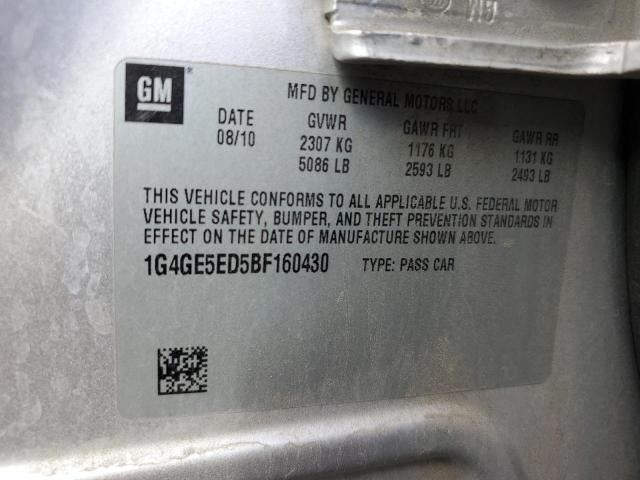 W5
GM
MFD BY GENERAL MOTORS LLC
DATE GVWR GAWR FRT GAWR RR
08/10 2307 KG 1176 KG 1131 KG
5086 LB 2593 LB 2493 LB
THIS VEHICLE CONFORMS TO ALL APPLICABLE U.S. FEDERAL MOTOR
VEHICLE SAFETY, BUMPER, AND THEFT PREVENTION STANDARDS IN
EFFECT ON THE DATE OF MANUFACTURE SHOWN ABOVE.
1G4GE5ED5BF160430 TYPE: PASS CAR